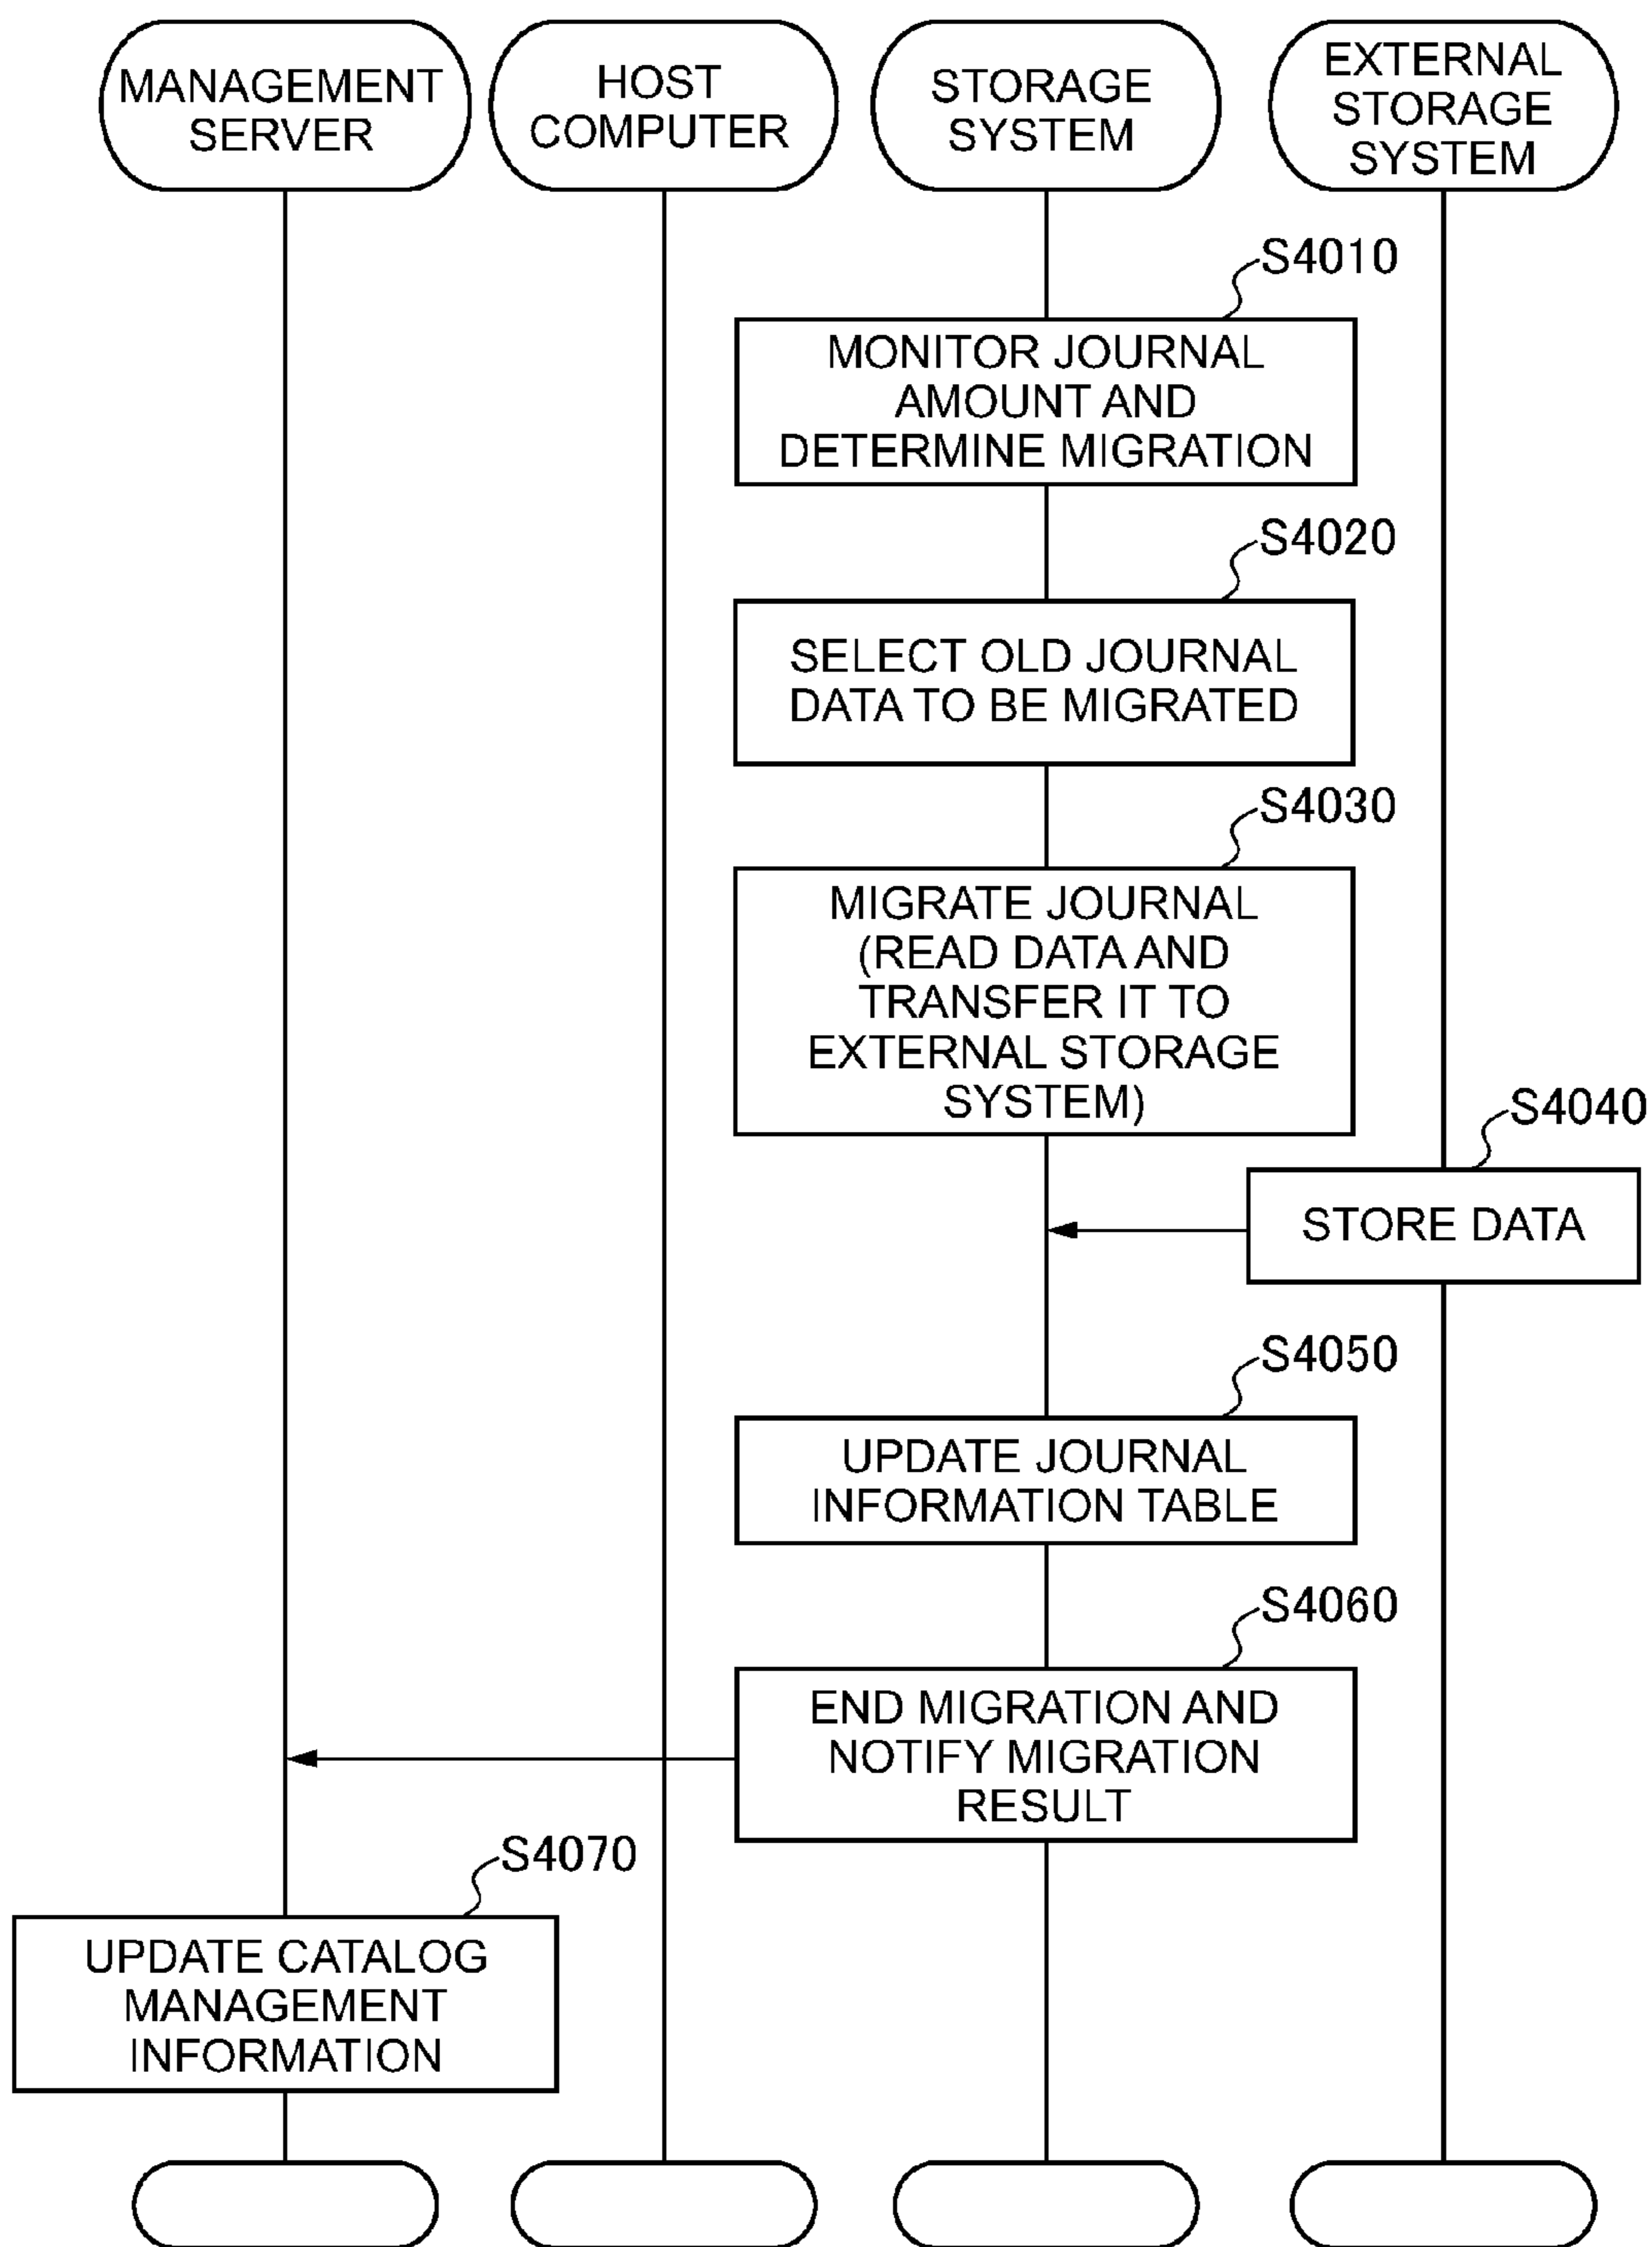 MANAGEMENT
SERVER
HOST
COMPUTER
STORAGE
SYSTEM
EXTERNAL
STORAGE
SYSTEM
S4010
MONITOR JOURNAL
AMOUNT AND
DETERMINE MIGRATION
S4020
SELECT OLD JOURNAL
DATA TO BE MIGRATED
S4030
MIGRATE JOURNAL
(READ DATA AND
TRANSFER IT TO
EXTERNAL STORAGE
SYSTEM)
S4040
STORE DATA
S4050
UPDATE JOURNAL
INFORMATION TABLE
S4060
END MIGRATION AND
NOTIFY MIGRATION
RESULT
S4070
UPDATE CATALOG
MANAGEMENT
INFORMATION